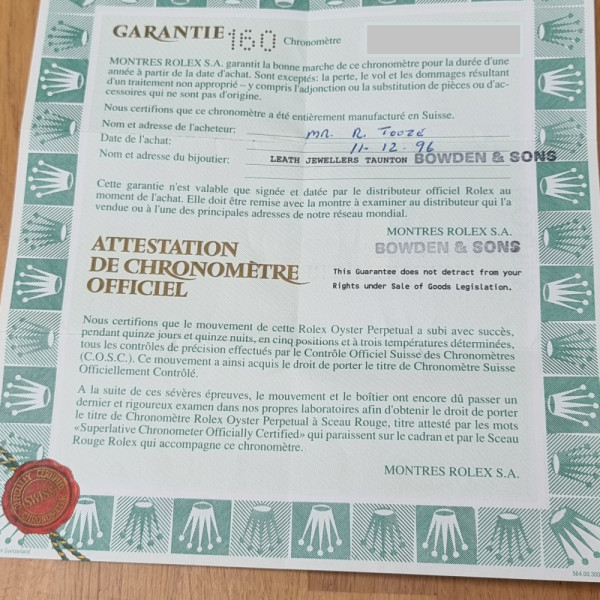 GARANTIE 160 Chronomètre
MONTRES ROLEX S.A. garantit la bonne marche de ce chronomètre pour la durée d'une
année à partir de la date d'achat. Sont exceptés: la perte, le vol et les dommages résultant
d'un traitement non approprié – y compris l'adjonction ou la substitution de pièces ou d'ac-
cessoires qui ne sont pas d'origine.
Nous certifions que ce chronomètre a été entièrement manufacturé en Suisse.
Nom et adresse de l'acheteur: MR. R. TOOZE
Date de l'achat: 11-12-96
Nom et adresse du bijoutier: LEATH JEWELLERS TAUNTON BOWDEN & SONS
Cette garantie n'est valable que signée et datée par le distributeur officiel Rolex au
moment de l'achat. Elle doit être remise avec la montre à examiner au distributeur qui l'a
vendue ou à l'une des principales adresses de notre réseau mondial.
MONTRES ROLEX S.A.
BOWDEN & SONS
ATTESTATION
DE CHRONOMÈTRE
OFFICIEL
This Guarantee does not detract from your
Rights under Sale of Goods Legislation.
Nous certifions que le mouvement de cette Rolex Oyster Perpetual a subi avec succès,
pendant quinze jours et quinze nuits, en cinq positions et à trois températures déterminées,
tous les contrôles de précision effectués par le Contrôle Officiel Suisse des Chronomètres
(C.O.S.C.). Ce mouvement a ainsi acquis le droit de porter le titre de Chronomètre Suisse
Officiellement Contrôlé.
A la suite de ces sévères épreuves, le mouvement et le boîtier ont encore dû passer un
dernier et rigoureux examen dans nos propres laboratoires afin d'obtenir le droit de porter
le titre de Chronomètre Rolex Oyster Perpetual à Sceau Rouge, titre attesté par les mots
«Superlative Chronometer Officially Certified» qui paraissent sur le cadran et par le Sceau
Rouge Rolex qui accompagne ce chronomètre.
MONTRES ROLEX S.A.
SWISS
Switzerland